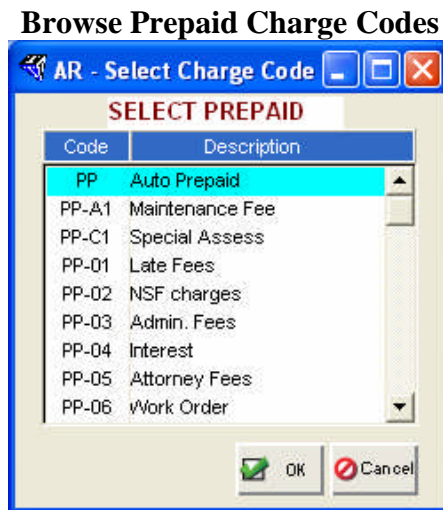 Browse Prepaid Charge Codes
AR - Select Charge Code
SELECT PREPAID
Code Description
PP Auto Prepaid
PP-A1 Maintenance Fee
PP-C1 Special Assess
PP-01 Late Fees
PP-02 NSF charges
PP-03 Admin. Fees
PP-04 Interest
PP-05 Attorney Fees
PP-06 Work Order
OK Cancel